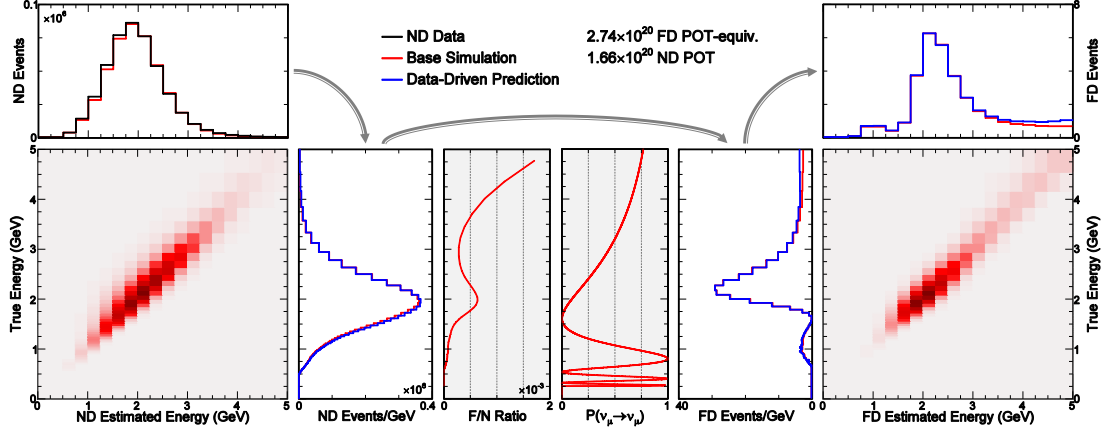 0.1
×10⁶
ND Events
0
ND Data
Base Simulation
Data-Driven Prediction
2.74×10²⁰ FD POT-equiv.
1.66×10²⁰ ND POT
8
4
FD Events
0
5
4
3
2
1
0
True Energy (GeV)
0 1 2 3 4 5
ND Estimated Energy (GeV)
×10⁶
0.4
ND Events/GeV
×10⁻³
0 2
F/N Ratio
0 1
P(νμ→νμ)
40 0
FD Events/GeV
0 1 2 3 4 5
FD Estimated Energy (GeV)
5
4
3
2
1
0
True Energy (GeV)